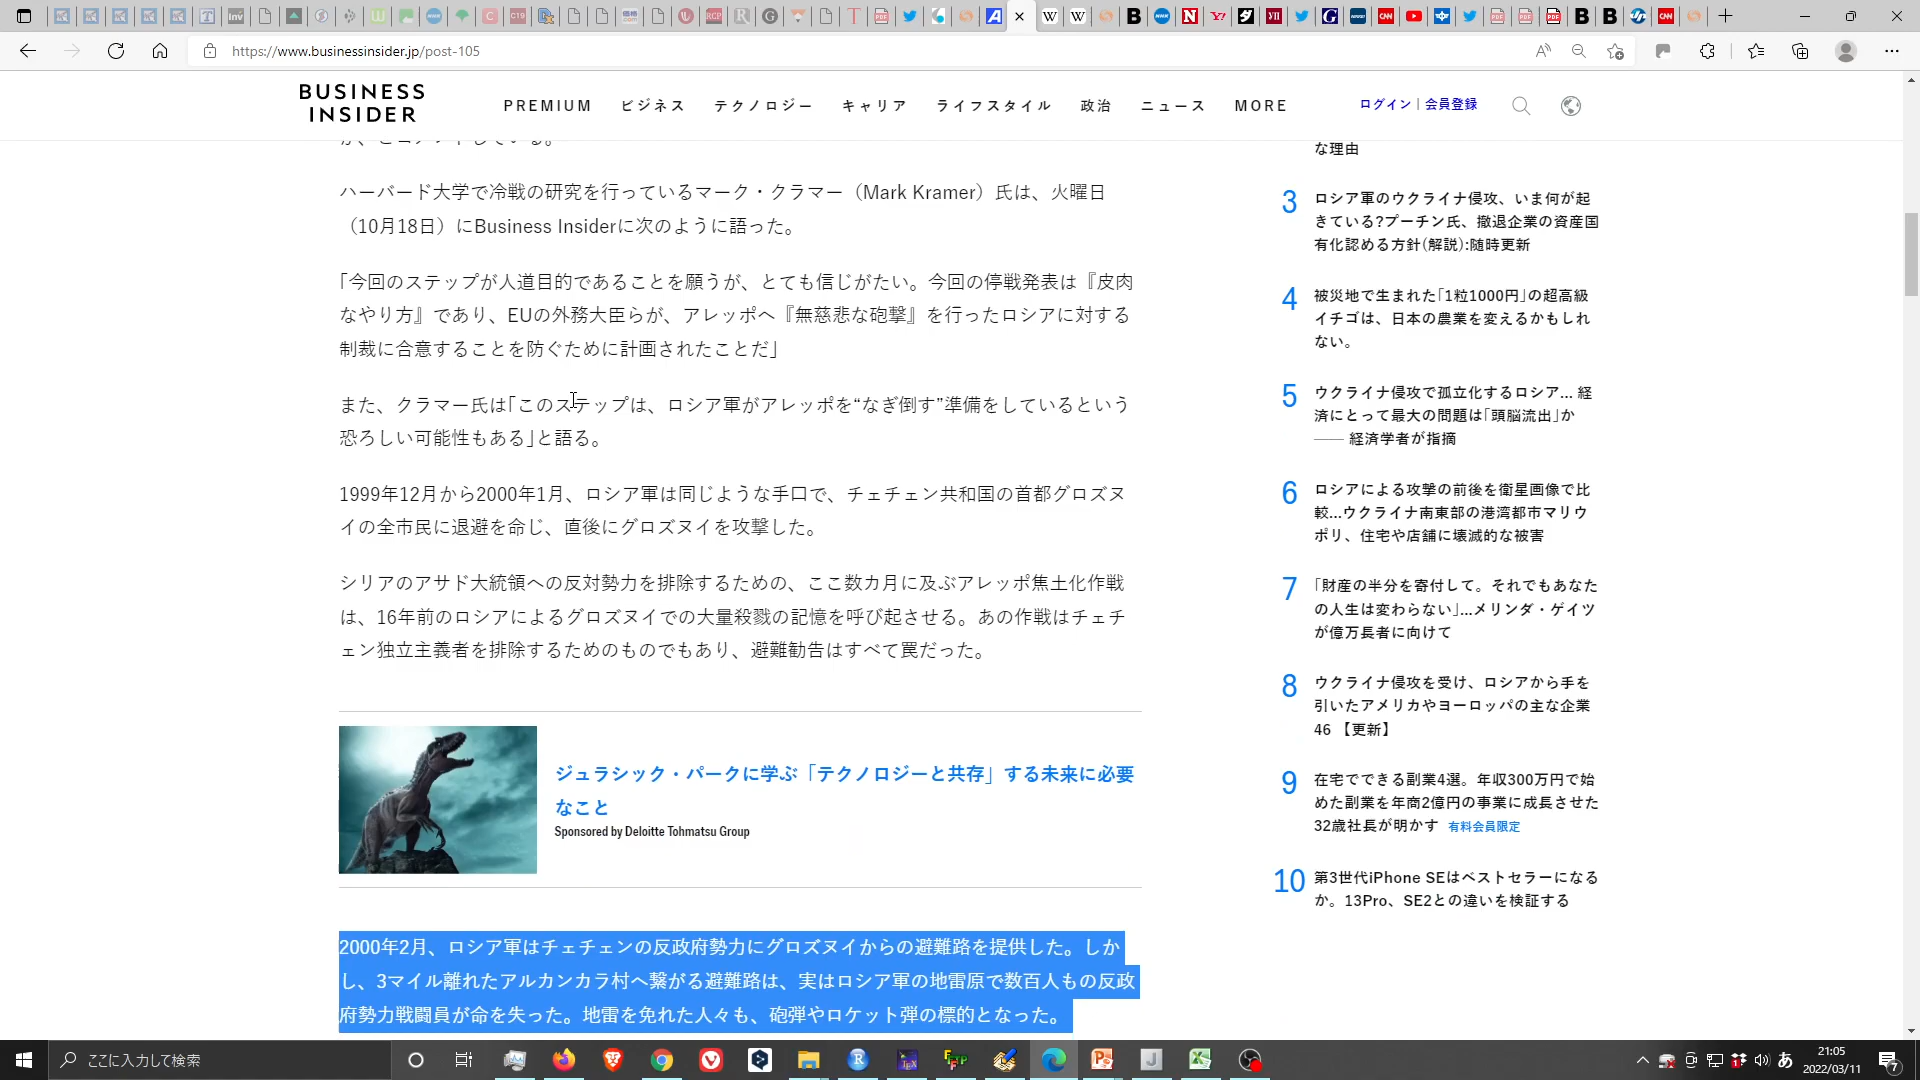 https://www.businessinsider.jp/post-105
BUSINESS
INSIDER
PREMIUM ビジネス テクノロジー キャリア ライフスタイル 政治 ニュース MORE
ログイン | 会員登録
ハーバード大学で冷戦の研究を行っているマーク・クラマー（Mark Kramer）氏は、火曜日
（10月18日）にBusiness Insiderに次のように語った。
「今回のステップが人道目的であることを願うが、とても信じがたい。今回の停戦発表は『皮肉
なやり方』であり、EUの外務大臣らが、アレッポへ『無慈悲な砲撃』を行ったロシアに対する
制裁に合意することを防ぐために計画されたことだ」
また、クラマー氏は「このステップは、ロシア軍がアレッポを“なぎ倒す”準備をしているという
恐ろしい可能性もある」と語る。
1999年12月から2000年1月、ロシア軍は同じような手口で、チェチェン共和国の首都グロズヌ
イの全市民に退避を命じ、直後にグロズヌイを攻撃した。
シリアのアサド大統領への反対勢力を排除するための、ここ数カ月に及ぶアレッポ焦土化作戦
は、16年前のロシアによるグロズヌイでの大量殺戮の記憶を呼び起させる。あの作戦はチェチ
ェン独立主義者を排除するためのものでもあり、避難勧告はすべて罠だった。
ジュラシック・パークに学ぶ「テクノロジーと共存」する未来に必要
なこと
Sponsored by Deloitte Tohmatsu Group
2000年2月、ロシア軍はチェチェンの反政府勢力にグロズヌイからの避難路を提供した。しか
し、3マイル離れたアルカンカラ村へ繋がる避難路は、実はロシア軍の地雷原で数百人もの反政
府勢力戦闘員が命を失った。地雷を免れた人々も、砲弾やロケット弾の標的となった。
な理由
3 ロシア軍のウクライナ侵攻、いま何が起
きている?プーチン氏、撤退企業の資産国
有化認める方針(解説):随時更新
4 被災地で生まれた「1粒1000円」の超高級
イチゴは、日本の農業を変えるかもしれ
ない。
5 ウクライナ侵攻で孤立化するロシア... 経
済にとって最大の問題は「頭脳流出」か
—— 経済学者が指摘
6 ロシアによる攻撃の前後を衛星画像で比
較...ウクライナ南東部の港湾都市マリウ
ポリ、住宅や店舗に壊滅的な被害
7 「財産の半分を寄付して。それでもあなた
の人生は変わらない」...メリンダ・ゲイツ
が億万長者に向けて
8 ウクライナ侵攻を受け、ロシアから手を
引いたアメリカやヨーロッパの主な企業
46 【更新】
9 在宅でできる副業4選。年収300万円で始
めた副業を年商2億円の事業に成長させた
32歳社長が明かす 有料会員限定
10 第3世代iPhone SEはベストセラーになる
か。13Pro、SE2との違いを検証する
ここに入力して検索
あ
21:05
2022/03/11
7